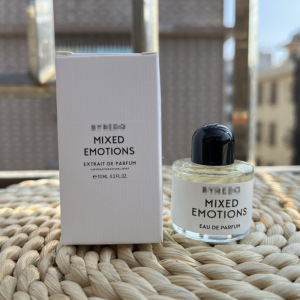 BYREDO
MIXED
EMOTIONS
EXTRAIT DE PARFUM
BYREDO
MIXED
EMOTIONS
EAU DE PARFUM